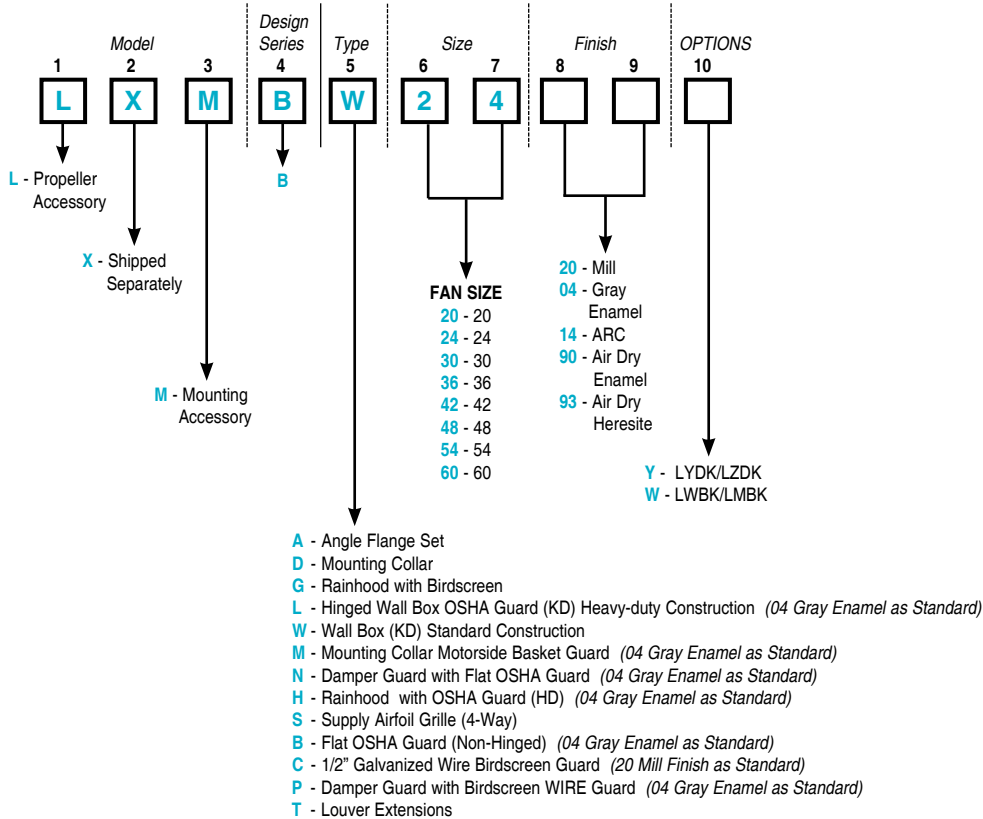 Model
Design
Series
Type
Size
Finish
OPTIONS
1 2 3 4 5 6 7 8 9 10
L X M B W 2 4
L - Propeller
Accessory
B
X - Shipped
Separately
M - Mounting
Accessory
FAN SIZE
20 - 20
24 - 24
30 - 30
36 - 36
42 - 42
48 - 48
54 - 54
60 - 60
20 - Mill
04 - Gray
Enamel
14 - ARC
90 - Air Dry
Enamel
93 - Air Dry
Heresite
Y - LYDK/LZDK
W - LWBK/LMBK
A - Angle Flange Set
D - Mounting Collar
G - Rainhood with Birdscreen
L - Hinged Wall Box OSHA Guard (KD) Heavy-duty Construction (04 Gray Enamel as Standard)
W - Wall Box (KD) Standard Construction
M - Mounting Collar Motorside Basket Guard (04 Gray Enamel as Standard)
N - Damper Guard with Flat OSHA Guard (04 Gray Enamel as Standard)
H - Rainhood with OSHA Guard (HD) (04 Gray Enamel as Standard)
S - Supply Airfoil Grille (4-Way)
B - Flat OSHA Guard (Non-Hinged) (04 Gray Enamel as Standard)
C - 1/2" Galvanized Wire Birdscreen Guard (20 Mill Finish as Standard)
P - Damper Guard with Birdscreen WIRE Guard (04 Gray Enamel as Standard)
T - Louver Extensions